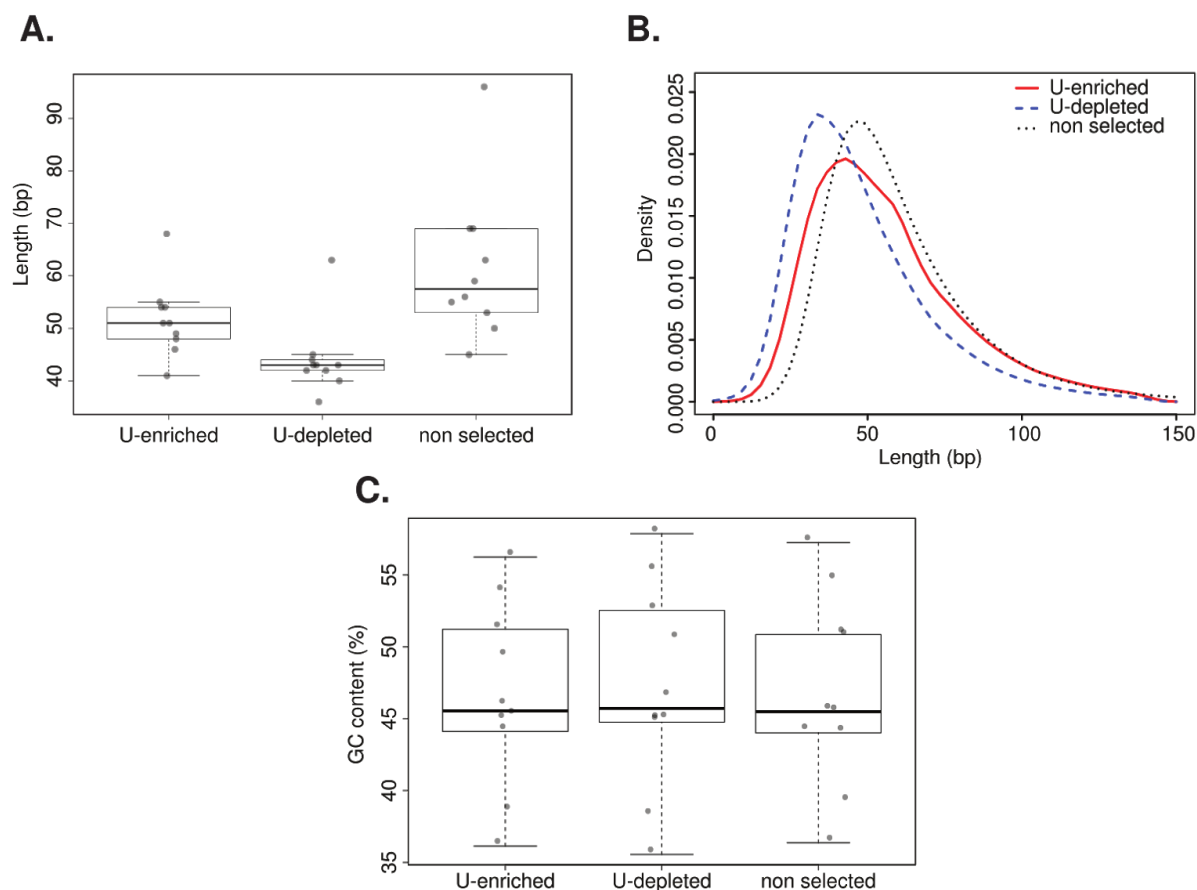 A.
Length (bp)
90
80
70
60
50
40
U-enriched U-depleted non selected
B.
U-enriched
U-depleted
non selected
Density
0.025
0.020
0.015
0.010
0.005
0.000
0 50 100 150
Length (bp)
C.
GC content (%)
55
50
45
40
35
U-enriched U-depleted non selected